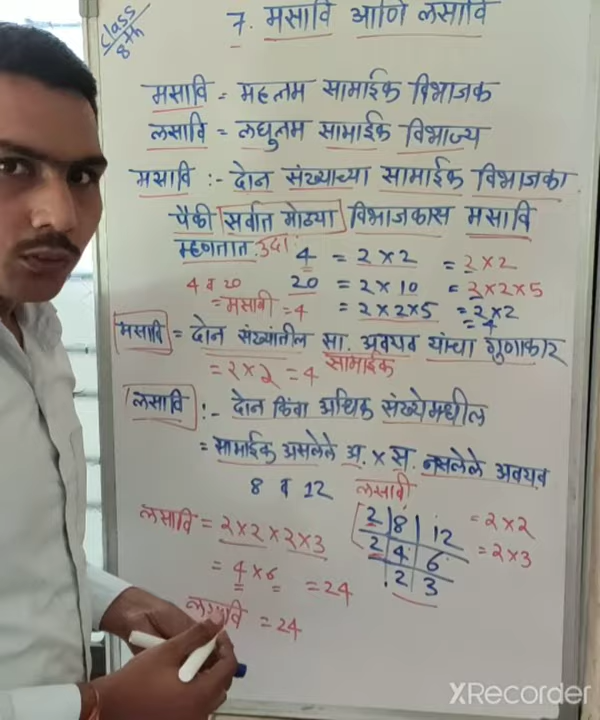 class
8th
7. मसावि आणि लसावि
मसावि = महत्तम सामाईक विभाजक
लसावि = लघुतम सामाईक विभाज्य
मसावि :- दोन संख्याच्या सामाईक विभाजका
पैकी सर्वात मोठ्या विभाजकास मसावि
म्हणतात. उदा: 4 = 2×2 = 2×2
4 व 20 20 = 2×10 = 2×2×5
= मसावी = 4 = 2×2×5 = 2×2
= 4
मसावि = दोन संख्यांतील सा. अवयव यांचा गुणाकार
= 2×2 = 4 सामाईक
लसावि :- दोन किंवा अधिक संख्येमधील
= सामाईक असलेले अ. × स. नसलेले अवयव
8 व 12 लसावी
लसावि = 2×2×2×3 2 8 12 = 2×2
= 4×6 = 24 2 4 6 = 2×3
2 3
लसावि = 24
XRecorder